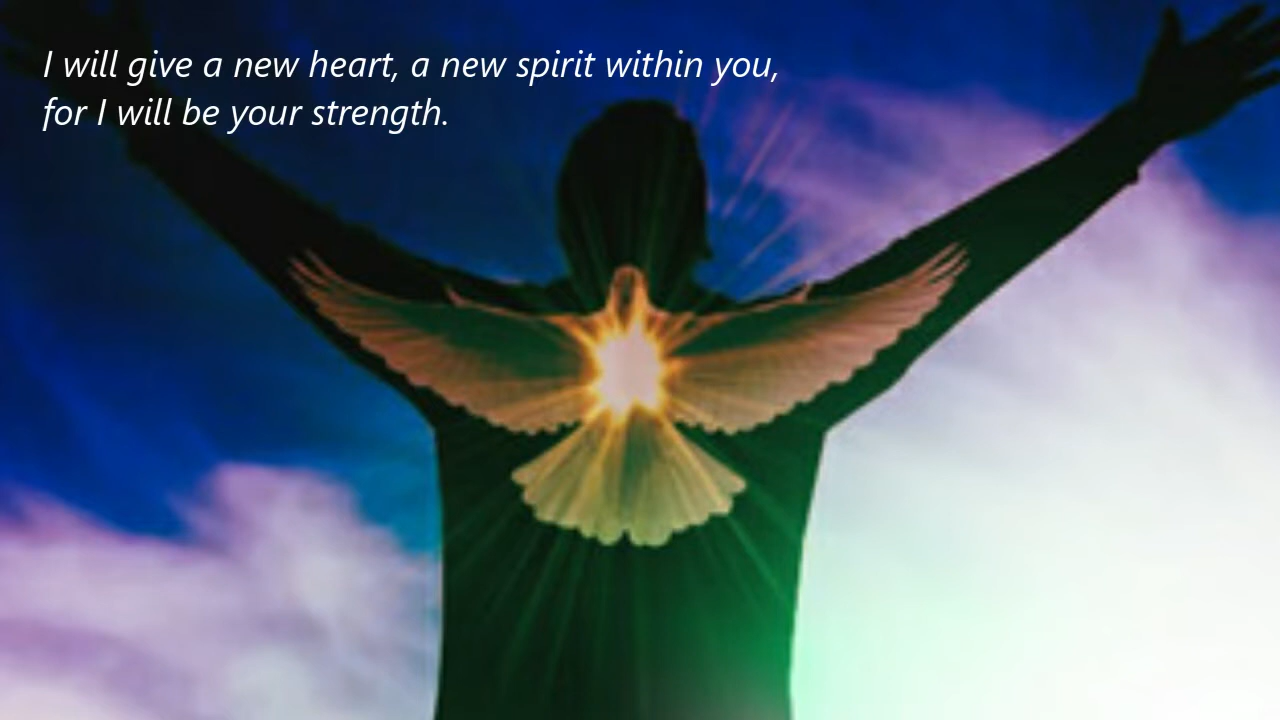 I will give a new heart, a new spirit within you,
for I will be your strength.